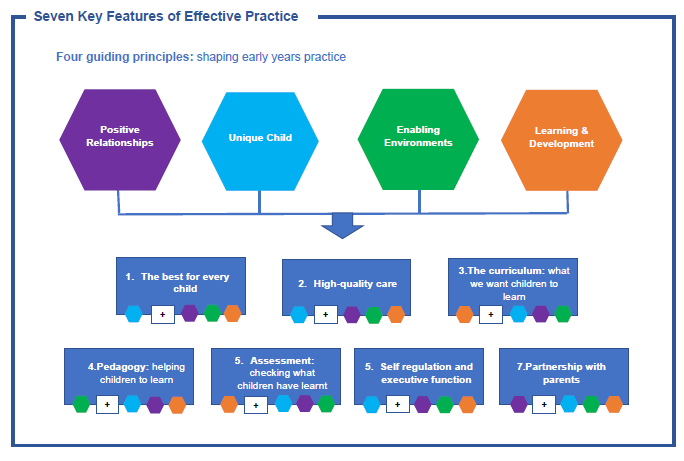 Seven Key Features of Effective Practice
Four guiding principles: shaping early years practice
Positive
Relationships
Unique Child
Enabling
Environments
Learning &
Development
1. The best for every
child
+
2. High-quality care
+
3.The curriculum: what
we want children to
learn
+
4.Pedagogy: helping
children to learn
+
5. Assessment:
checking what
children have learnt
+
5. Self regulation and
executive function
+
7.Partnership with
parents
+